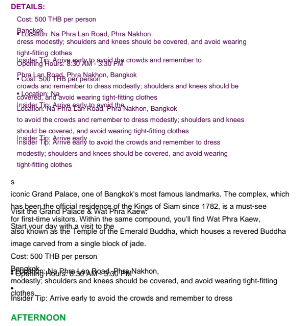 DETAILS:
Cost: 500 THB per person
Bangkok
• Location: Na Phra Lan Road, Phra Nakhon
dress modestly; shoulders and knees should be covered, and avoid wearing
tight-fitting clothes
Insider Tip: Arrive early to avoid the crowds and remember to
Opening Hours: 8:30 AM - 3:30 PM
Phra Lan Road, Phra Nakhon, Bangkok
• Cost: 500 THB per person
crowds and remember to dress modestly; shoulders and knees should be
• Location: Na
covered, and avoid wearing tight-fitting clothes
Insider Tip: Arrive early to avoid the
Location: Na Phra Lan Road, Phra Nakhon, Bangkok
to avoid the crowds and remember to dress modestly; shoulders and knees
should be covered; and avoid wearing tight-fitting clothes
Insider Tip: Arrive early
Insider Tip: Arrive early to avoid the crowds and remember to dress
modestly; shoulders and knees should be covered, and avoid wearing
tight-fitting clothes
s
iconic Grand Palace, one of Bangkok's most famous landmarks. The complex, which
has been the official residence of the Kings of Siam since 1782, is a must-see
Visit the Grand Palace & Wat Phra Kaew:
for first-time visitors. Within the same compound, you'll find Wat Phra Kaew,
Start your day with a visit to the
also known as the Temple of the Emerald Buddha, which houses a revered Buddha
image carved from a single block of jade.
Cost: 500 THB per person
Bangkok
• Location: Na Phra Lan Road, Phra Nakhon,
• Opening Hours: 8:30 AM - 3:30 PM
modestly; shoulders and knees should be covered, and avoid wearing tight-fitting
•
clothes
Insider Tip: Arrive early to avoid the crowds and remember to dress
AFTERNOON